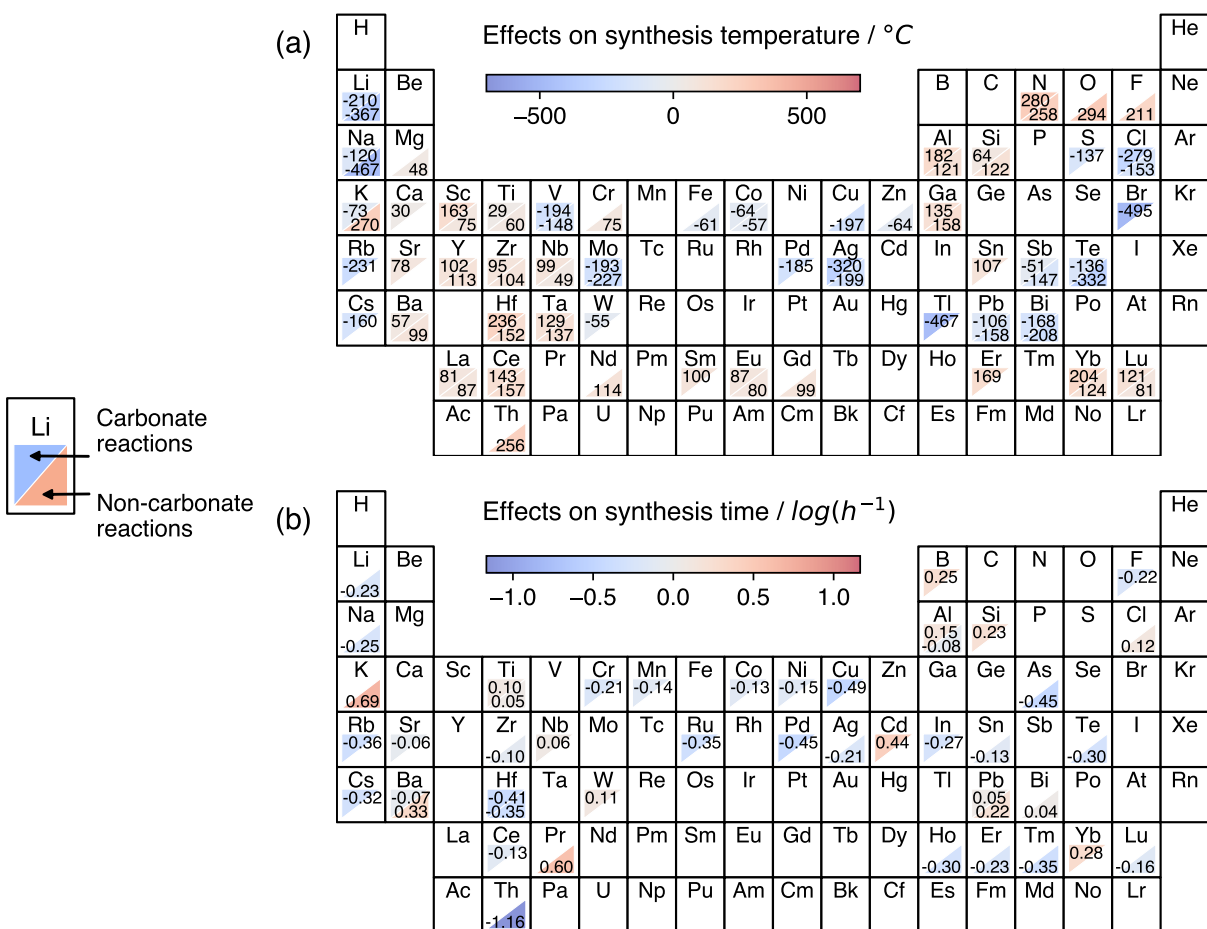 (a)
Effects on synthesis temperature / °C
−500 0 500
H He
Li Be B C N O F Ne
-210 280 294 211
-367 258
Na Mg Al Si P S Cl Ar
-120 48 182 64 -137 -279
-467 121 122 -153
K Ca Sc Ti V Cr Mn Fe Co Ni Cu Zn Ga Ge As Se Br Kr
-73 30 163 29 -194 75 -61 -64 -197 -64 135 -495
270 75 60 -148 -57 158
Rb Sr Y Zr Nb Mo Tc Ru Rh Pd Ag Cd In Sn Sb Te I Xe
-231 78 102 95 99 -193 -185 -320 107 -51 -136
113 104 49 -227 -199 -147 -332
Cs Ba Hf Ta W Re Os Ir Pt Au Hg Tl Pb Bi Po At Rn
-160 57 236 129 -55 -467 -106 -168
99 152 137 -158 -208
La Ce Pr Nd Pm Sm Eu Gd Tb Dy Ho Er Tm Yb Lu
81 143 114 100 87 99 169 204 121
87 157 80 124 81
Ac Th Pa U Np Pu Am Cm Bk Cf Es Fm Md No Lr
256
Li
Carbonate
reactions
Non-carbonate
reactions
(b)
Effects on synthesis time / log(h⁻¹)
−1.0 −0.5 0.0 0.5 1.0
H He
Li Be B C N O F Ne
-0.23 0.25 -0.22
Na Mg Al Si P S Cl Ar
-0.25 0.15 0.23 0.12
-0.08
K Ca Sc Ti V Cr Mn Fe Co Ni Cu Zn Ga Ge As Se Br Kr
0.69 0.10 -0.21 -0.14 -0.13 -0.15 -0.49 -0.45
0.05
Rb Sr Y Zr Nb Mo Tc Ru Rh Pd Ag Cd In Sn Sb Te I Xe
-0.36 -0.06 -0.10 0.06 -0.35 -0.45 -0.21 0.44 -0.27 -0.13 -0.30
Cs Ba Hf Ta W Re Os Ir Pt Au Hg Tl Pb Bi Po At Rn
-0.32 -0.07 -0.41 0.11 0.05 0.04
0.33 -0.35 0.22
La Ce Pr Nd Pm Sm Eu Gd Tb Dy Ho Er Tm Yb Lu
-0.13 0.60 -0.30 -0.23 -0.35 0.28 -0.16
Ac Th Pa U Np Pu Am Cm Bk Cf Es Fm Md No Lr
-1.16